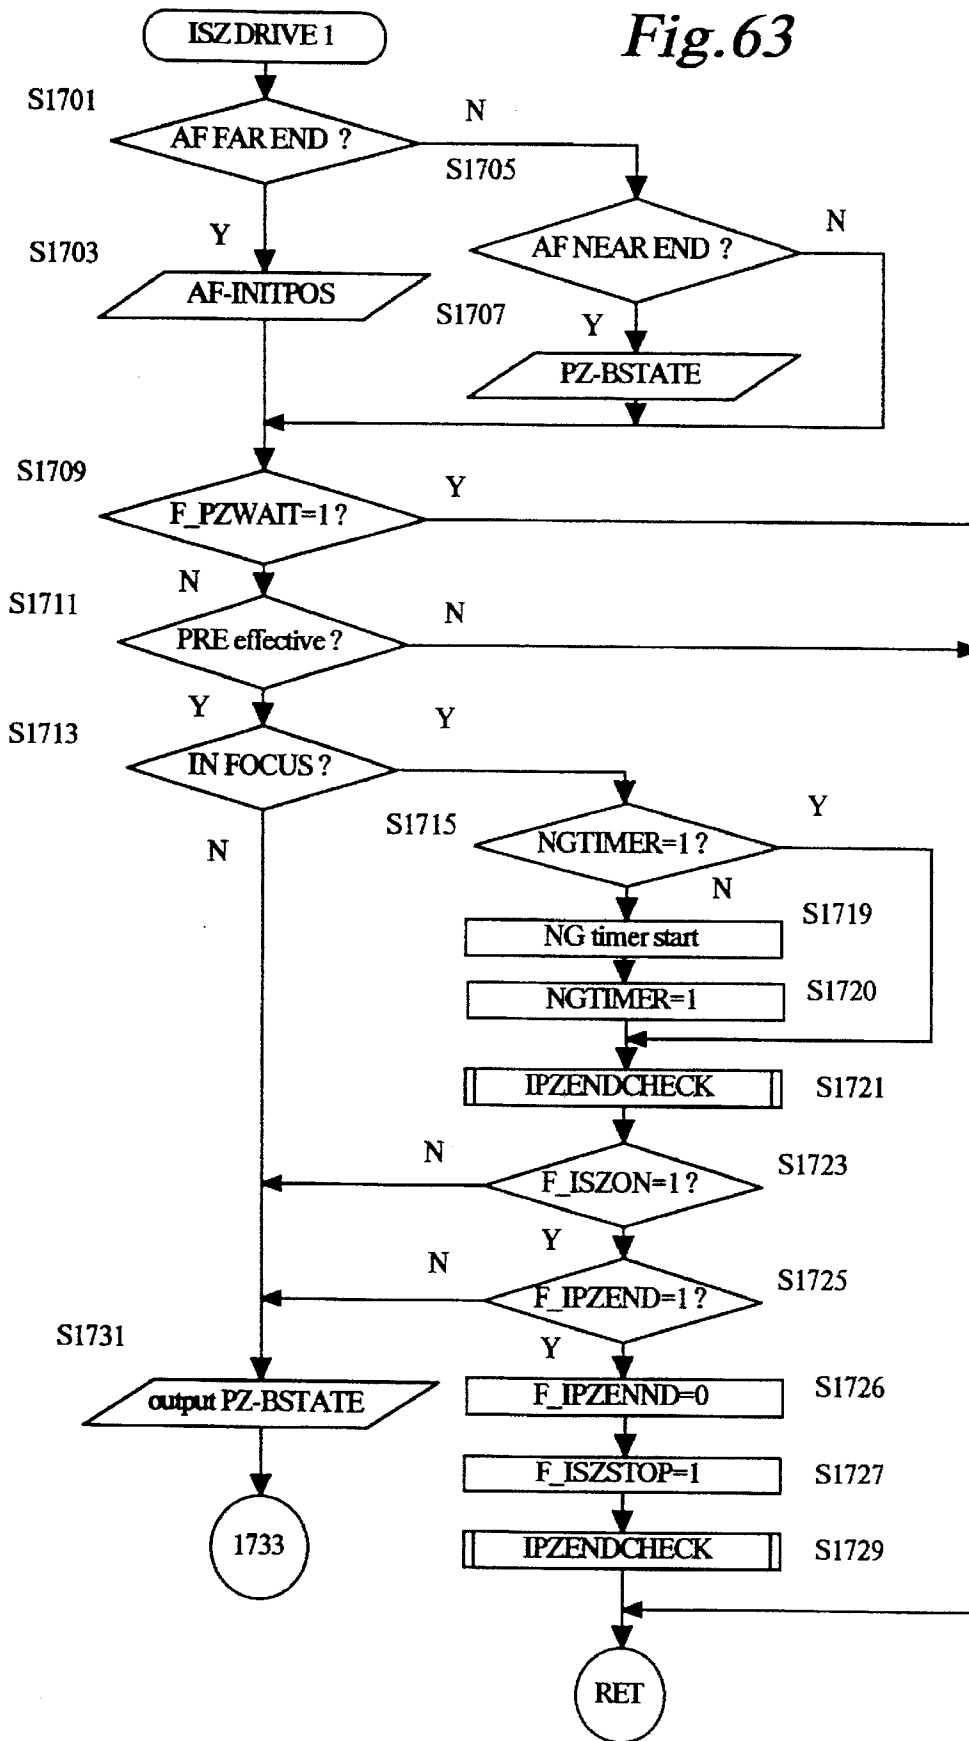 Fig.63
ISZ DRIVE 1
S1701
AF FAR END ?
N
S1705
Y
AF NEAR END ?
N
S1703
AF-INITPOS
S1707
Y
PZ-BSTATE
S1709
F_PZWAIT=1 ?
Y
N
S1711
PRE effective ?
N
Y
S1713
IN FOCUS ?
Y
N
S1715
NGTIMER=1 ?
Y
N
S1719
NG timer start
S1720
NGTIMER=1
IPZENDCHECK
S1721
N
S1723
F_ISZON=1 ?
Y
N
S1725
F_IPZEND=1 ?
Y
S1731
output PZ-BSTATE
F_IPZENND=0
S1726
F_ISZSTOP=1
S1727
1733
IPZENDCHECK
S1729
RET